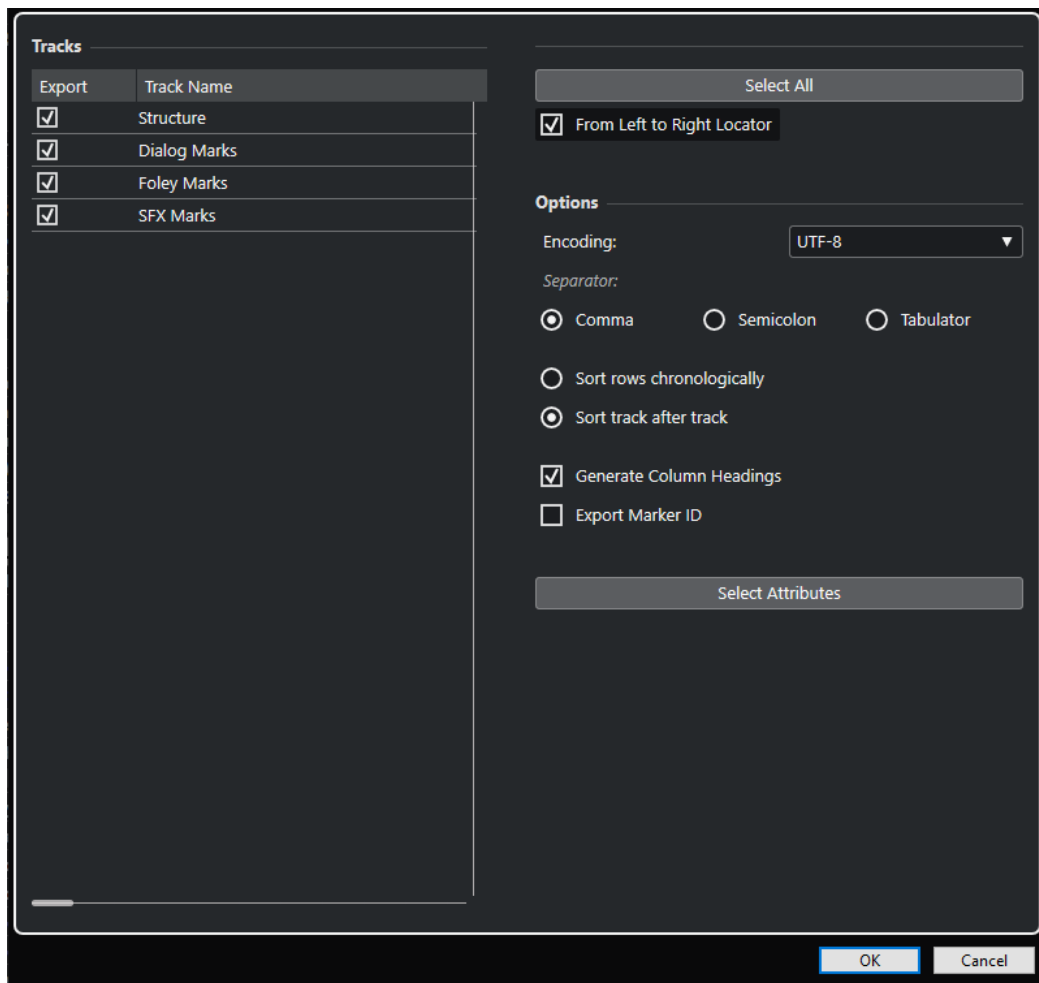 Tracks
Export Track Name
Structure
Dialog Marks
Foley Marks
SFX Marks
Select All
From Left to Right Locator
Options
Encoding: UTF-8
Separator:
Comma Semicolon Tabulator
Sort rows chronologically
Sort track after track
Generate Column Headings
Export Marker ID
Select Attributes
OK Cancel